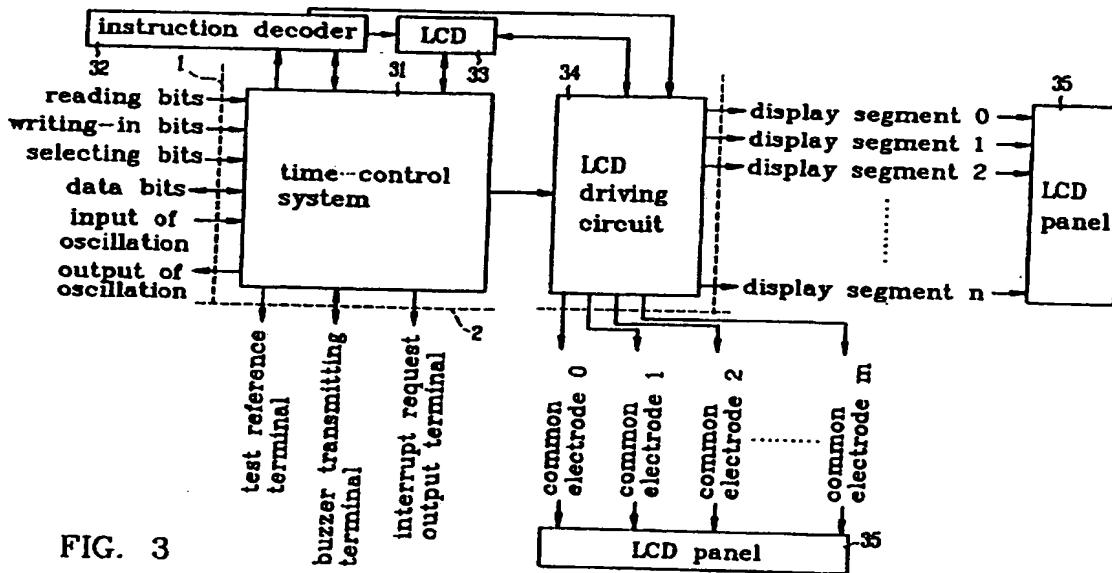 instruction decoder
LCD
32
1
31
33
34
35
reading bits
writing-in bits
selecting bits
data bits
input of
oscillation
output of
oscillation
time-control
system
LCD
driving
circuit
display segment 0
display segment 1
display segment 2
display segment n
LCD
panel
2
test reference
terminal
buzzer transmitting
terminal
interrupt request
output terminal
common
electrode 0
common
electrode 1
common
electrode 2
common
electrode m
LCD panel
35
FIG. 3